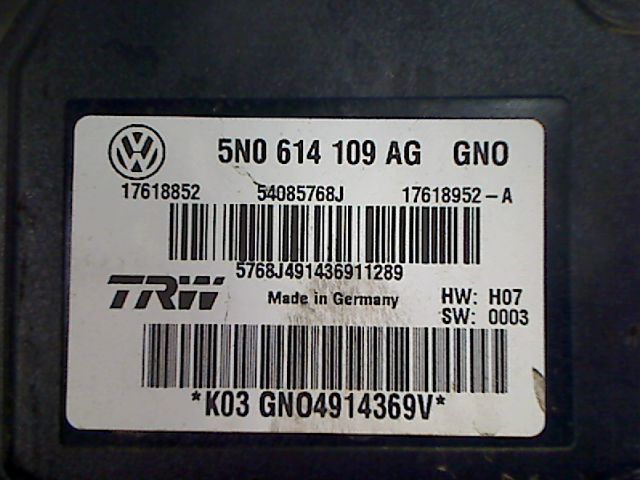 5N0 614 109 AG GNO
17618852 54085768J 17618952-A
5768J491436911289
TRW Made in Germany HW: H07
SW: 0003
*K03 GNO4914369V*